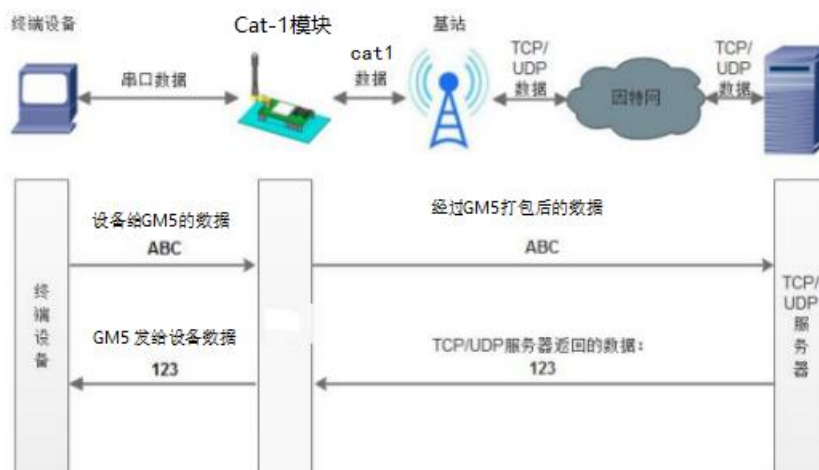 终端设备
Cat-1模块
基站
串口数据
cat1
数据
TCP/
UDP
数据
因特网
TCP/
UDP
数据
设备给GM5的数据
ABC
经过GM5打包后的数据
ABC
终
端
设
备
GM5 发给设备数据
123
TCP/UDP服务器返回的数据:
123
TCP/
UDP
服
务
器